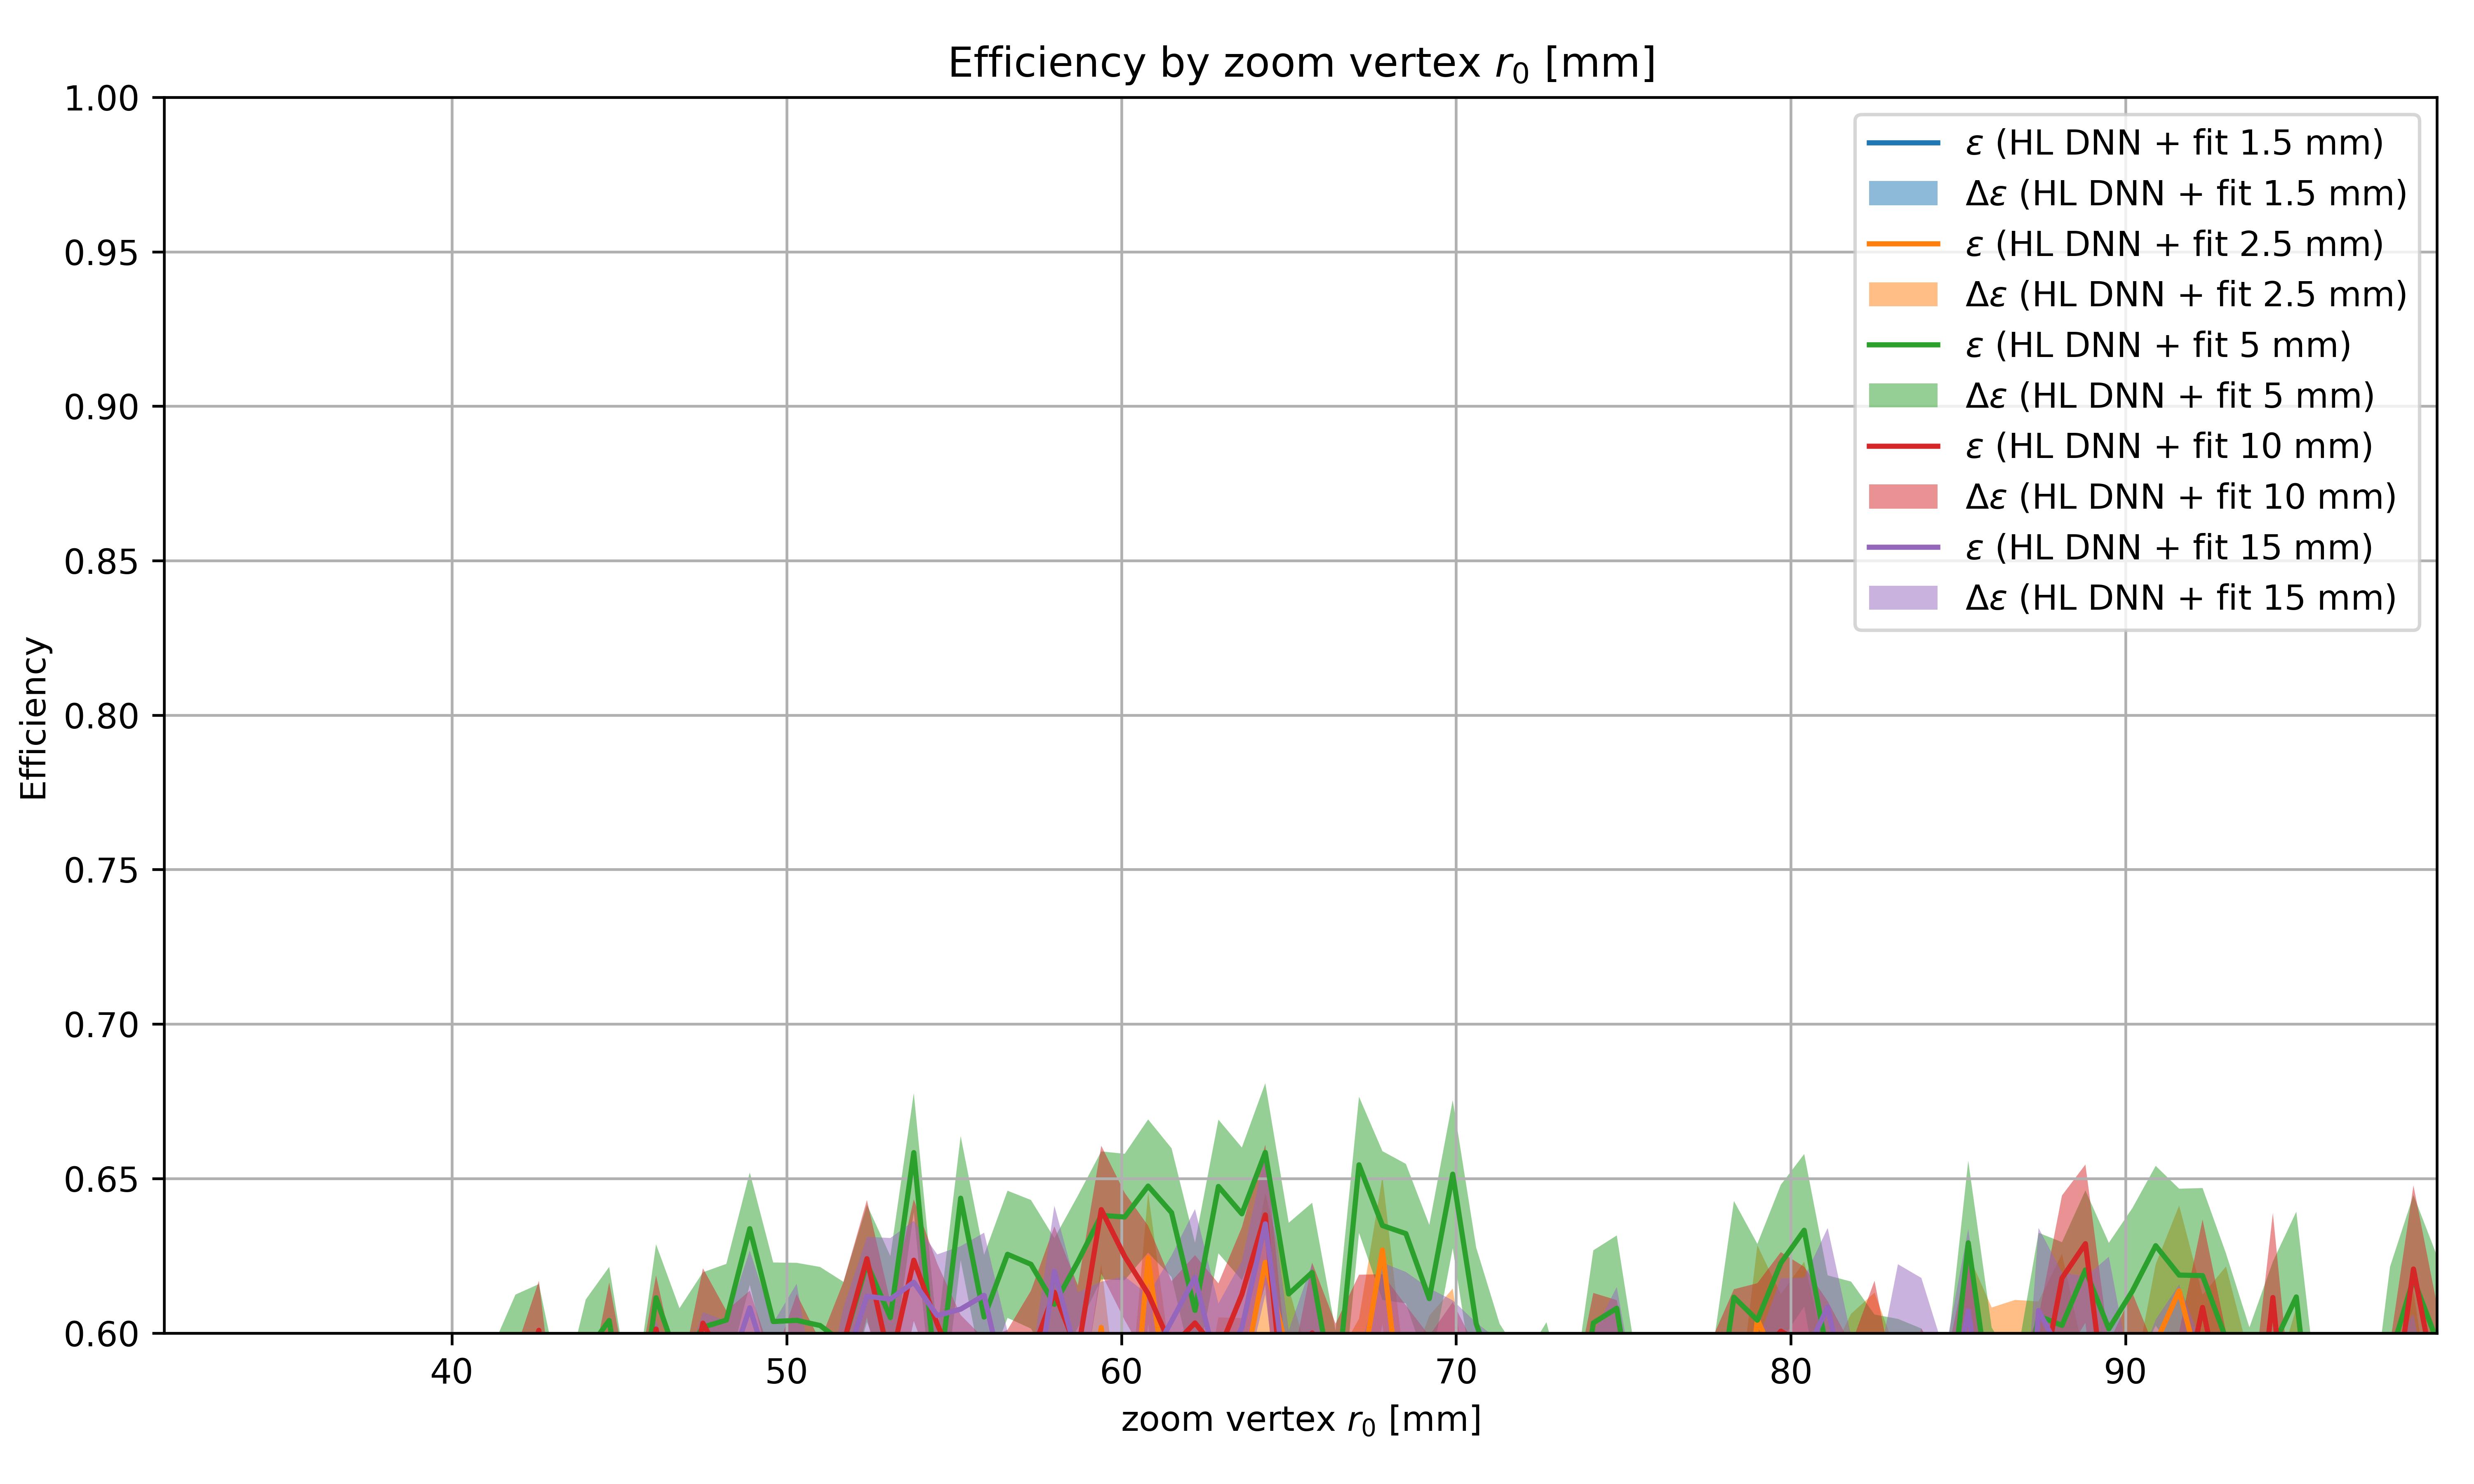 Efficiency by zoom vertex r₀ [mm]
1.00
0.95
0.90
0.85
0.80
0.75
0.70
0.65
0.60
Efficiency
ε (HL DNN + fit 1.5 mm)
Δε (HL DNN + fit 1.5 mm)
ε (HL DNN + fit 2.5 mm)
Δε (HL DNN + fit 2.5 mm)
ε (HL DNN + fit 5 mm)
Δε (HL DNN + fit 5 mm)
ε (HL DNN + fit 10 mm)
Δε (HL DNN + fit 10 mm)
ε (HL DNN + fit 15 mm)
Δε (HL DNN + fit 15 mm)
40 50 60 70 80 90
zoom vertex r₀ [mm]